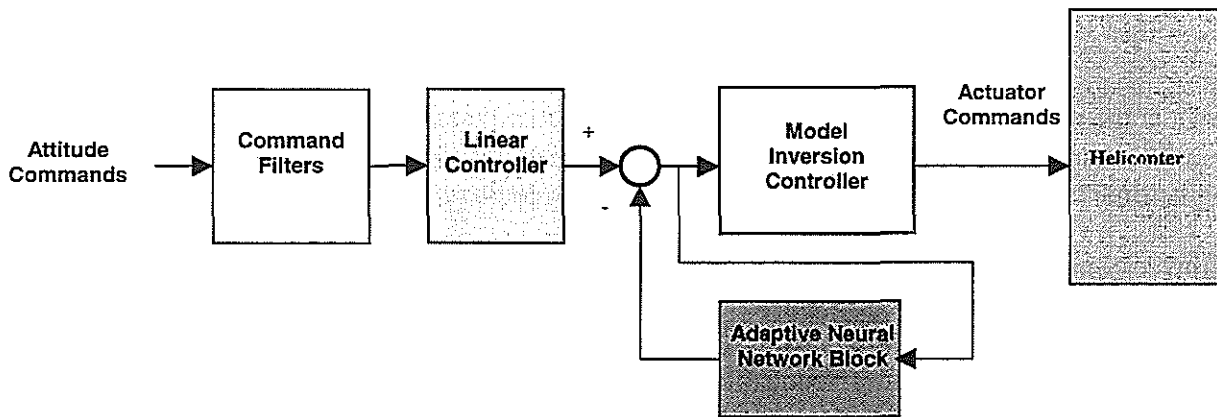 Attitude
Commands
Command
Filters
Linear
Controller
+
-
Model
Inversion
Controller
Actuator
Commands
Heliconter
Adaptive Neural
Network Block